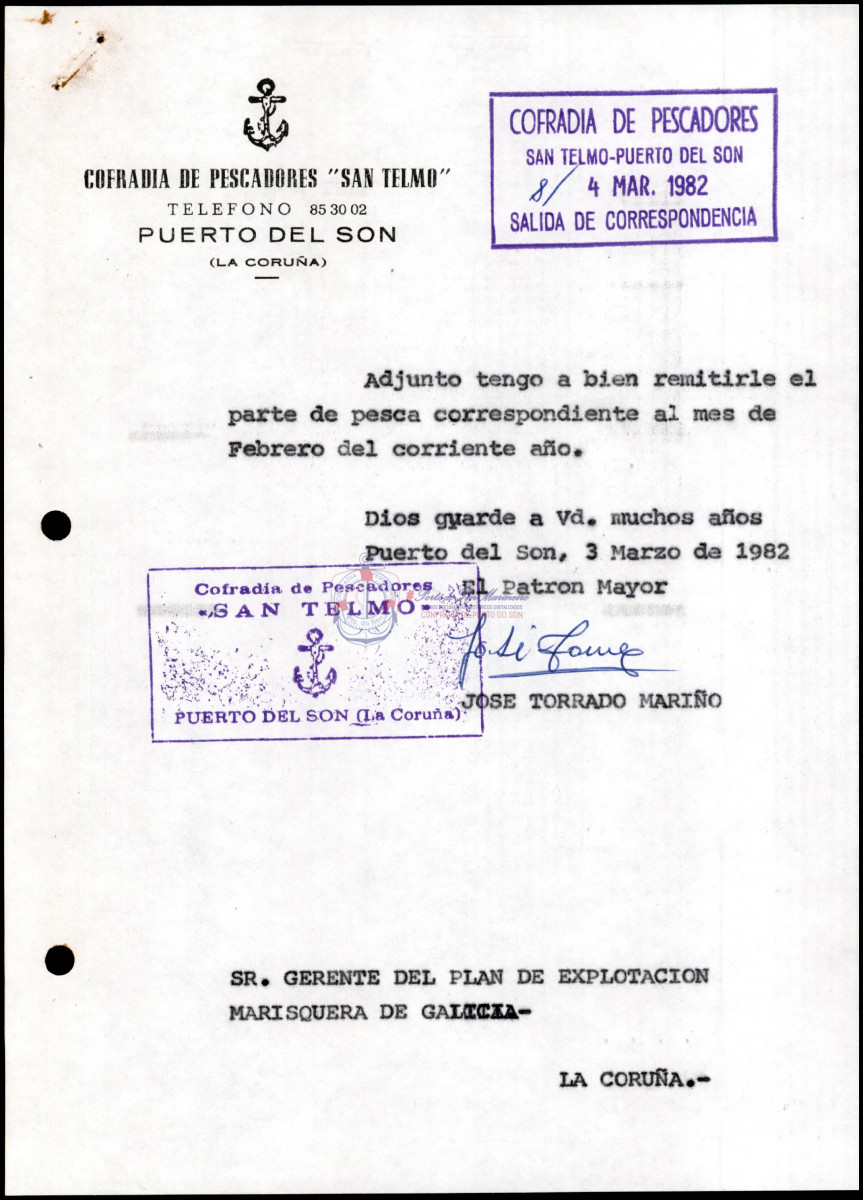 COFRADIA DE PESCADORES "SAN TELMO"
TELEFONO 85 30 02
PUERTO DEL SON
(LA CORUÑA)
COFRADIA DE PESCADORES
SAN TELMO-PUERTO DEL SON
8/ 4 MAR. 1982
SALIDA DE CORRESPONDENCIA
Adjunto tengo a bien remitirle el
parte de pesca correspondiente al mes de
Febrero del corriente año.
Dios guarde a Vd. muchos años
Puerto del Son, 3 Marzo de 1982
El Patron Mayor
Cofradía de Pescadores
«SAN TELMO»
PUERTO DEL SON (La Coruña)
JOSE TORRADO MARIÑO
SR. GERENTE DEL PLAN DE EXPLOTACION
MARISQUERA DE GALICIA-
LA CORUÑA.-